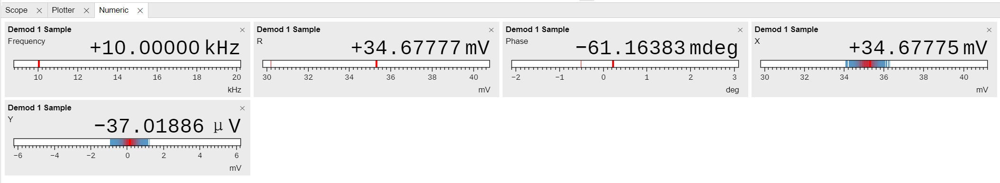 Scope × Plotter × Numeric ×
Demod 1 Sample ×
Frequency
+10.00000 kHz
10 12 14 16 18 20
kHz
Demod 1 Sample ×
R
+34.67777 mV
30 32 34 36 38 40
mV
Demod 1 Sample ×
Phase
−61.16383 mdeg
−2 −1 0 1 2 3
deg
Demod 1 Sample ×
X
+34.67775 mV
30 32 34 36 38 40
mV
Demod 1 Sample ×
Y
−37.01886 μV
−6 −4 −2 0 2 4 6
mV